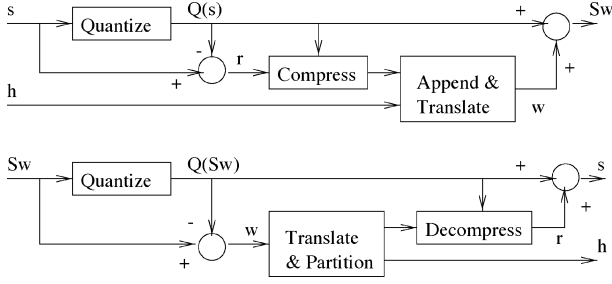 s
Quantize
Q(s)
-
+
r
Compress
h
Append &
Translate
w
+
+
Sw
Sw
Quantize
Q(Sw)
-
+
w
Translate
& Partition
Decompress
r
+
+
s
h